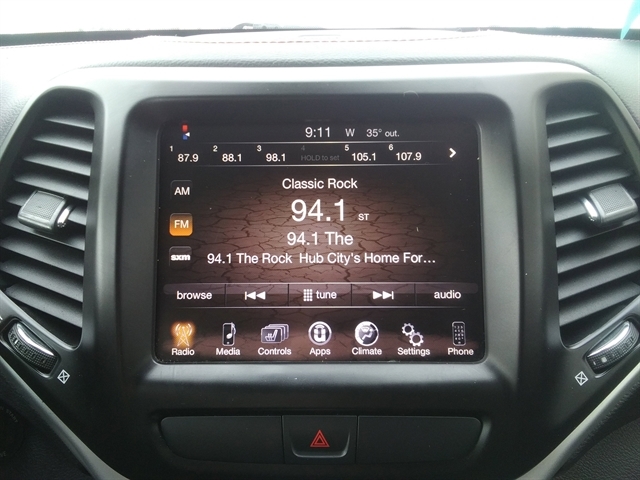 9:11 W 35° out.
1 87.9 2 88.1 3 98.1 4 HOLD to set 5 105.1 6 107.9
AM
FM
sxm
Classic Rock
94.1 ST
94.1 The
94.1 The Rock Hub City's Home For...
browse tune audio
Radio Media Controls Apps Climate Settings Phone